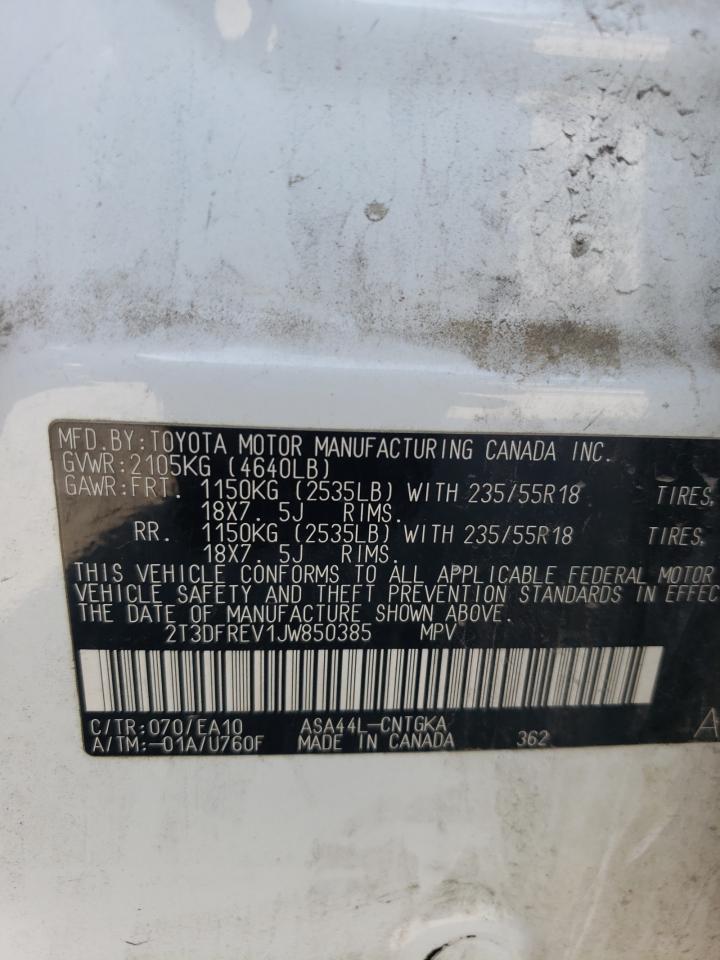 MFD.BY:TOYOTA MOTOR MANUFACTURING CANADA INC.
GVWR:2105KG (4640LB)
GAWR:FRT. 1150KG (2535LB) WITH 235/55R18 TIRES,
18X7. 5J RIMS.
RR. 1150KG (2535LB) WITH 235/55R18 TIRES,
18X7. 5J RIMS.
THIS VEHICLE CONFORMS TO ALL APPLICABLE FEDERAL MOTOR
VEHICLE SAFETY AND THEFT PREVENTION STANDARDS IN EFFEC
THE DATE OF MANUFACTURE SHOWN ABOVE.
2T3DFREV1JW850385 MPV
C/TR:070/EA10 ASA44L-CNTGKA
A/TM:-01A/U760F MADE IN CANADA 362 A